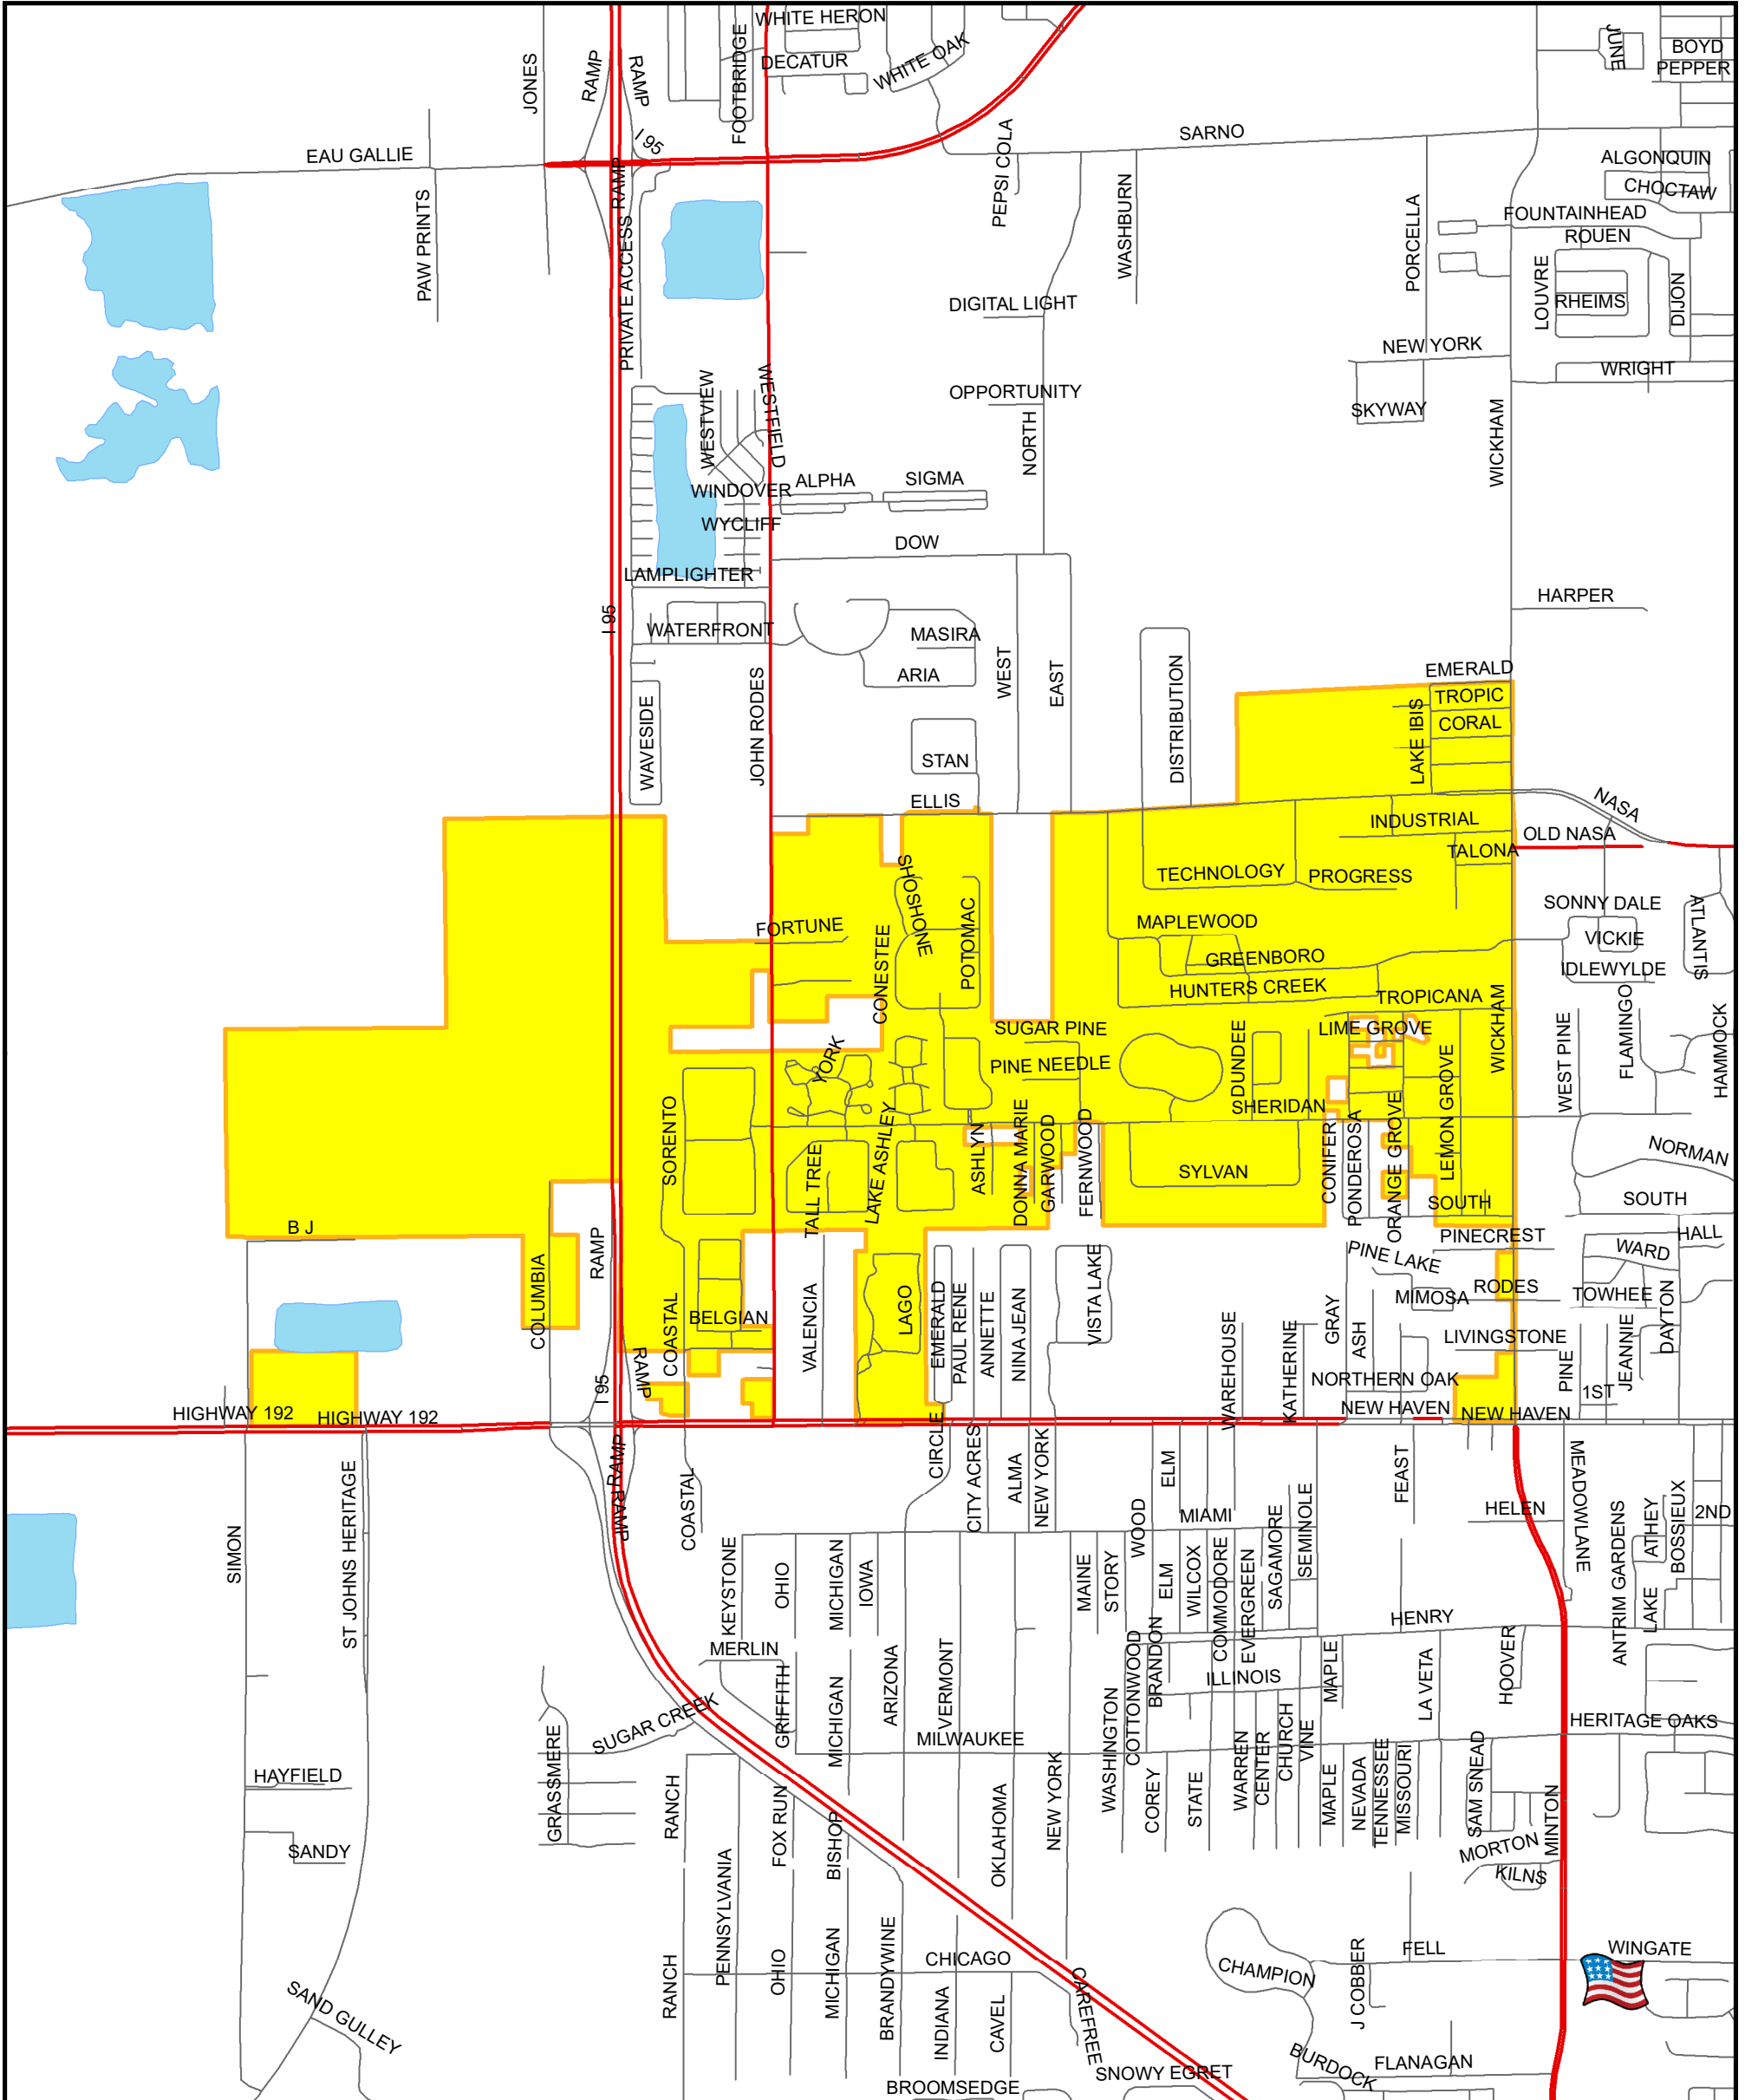 WHITE HERON
JUNE
BOYD
FOOTBRIDGE
DECATUR
WHITE OAK
PEPPER
JONES
RAMP
RAMP
I 95
SARNO
EAU GALLIE
PEPSI COLA
ALGONQUIN
CHOCTAW
PAW PRINTS
RAMP
PRIVATE ACCESS
WASHBURN
PORCELLA
FOUNTAINHEAD
ROUEN
LOUVRE
RHEIMS
DIJON
DIGITAL LIGHT
NEW YORK
WRIGHT
WESTVIEW
WESTFIELD
OPPORTUNITY
SKYWAY
NORTH
WICKHAM
WINDOVER
ALPHA
SIGMA
WYCLIFF
DOW
LAMPLIGHTER
I 95
WATERFRONT
HARPER
MASIRA
ARIA
WEST
EAST
EMERALD
TROPIC
CORAL
LAKE IBIS
WAVESIDE
JOHN RODES
DISTRIBUTION
STAN
ELLIS
NASA
INDUSTRIAL
OLD NASA
TALONA
TECHNOLOGY
PROGRESS
SHOSHONE
POTOMAC
FORTUNE
CONESTEE
MAPLEWOOD
SONNY DALE
ATLANTIS
VICKIE
GREENBORO
IDLEWYLDE
HUNTERS CREEK
TROPICANA
WICKHAM
SUGAR PINE
LIME GROVE
FLAMINGO
HAMMOCK
WEST PINE
YORK
PINE NEEDLE
DUNDEE
LEMON GROVE
SHERIDAN
SORENTO
LAKE ASHLEY
TALL TREE
ASHLYN
DONNA MARIE
GARWOOD
FERNWOOD
SYLVAN
CONIFER
PONDEROSA
ORANGE GROVE
NORMAN
SOUTH
SOUTH
B J
RAMP
COLUMBIA
PINECREST
PINE LAKE
HALL
WARD
RODES
MIMOSA
TOWHEE
DAYTON
COASTAL
BELGIAN
VALENCIA
LAGO
EMERALD
PAUL RENE
ANNETTE
NINA JEAN
VISTA LAKE
WAREHOUSE
KATHERINE
GRAY
ASH
LIVINGSTONE
PINE
JEANNIE
I 95
RAMP
NORTHERN OAK
1ST
HIGHWAY 192
HIGHWAY 192
NEW HAVEN
NEW HAVEN
CIRCLE
CITY ACRES
ALMA
NEW YORK
ELM
FEAST
MEADOWLANE
RAMP
RAMP
COASTAL
SIMON
ST JOHNS HERITAGE
WOOD
MIAMI
SAGAMORE
SEMINOLE
HELEN
ANTRIM GARDENS
ATHEY
BOSSIEUX
2ND
KEYSTONE
OHIO
MICHIGAN
IOWA
MAINE
STORY
ELM
WILCOX
COMMODORE
EVERGREEN
LAKE
HENRY
MERLIN
GRIFFITH
MICHIGAN
ARIZONA
VERMONT
COTTONWOOD
BRANDON
ILLINOIS
MAPLE
LA VETA
HOOVER
SUGAR CREEK
GRASSMERE
MILWAUKEE
WASHINGTON
WARREN
CENTER
CHURCH
VINE
HERITAGE OAKS
HAYFIELD
RANCH
FOX RUN
BISHOP
OKLAHOMA
NEW YORK
COREY
STATE
MAPLE
NEVADA
TENNESSEE
MISSOURI
SAM SNEAD
MINTON
SANDY
MORTON
KILNS
PENNSYLVANIA
RANCH
OHIO
MICHIGAN
BRANDYWINE
CHICAGO
CHAMPION
J COBBER
FELL
WINGATE
SAND GULLEY
INDIANA
CAVEL
CAREFREE
SNOWY EGRET
BURDOCK
FLANAGAN
BROOMSEDGE